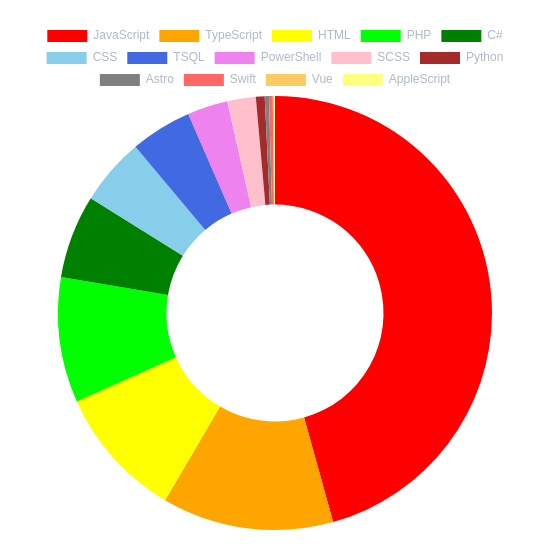 JavaScript TypeScript HTML PHP C#
CSS TSQL PowerShell SCSS Python
Astro Swift Vue AppleScript